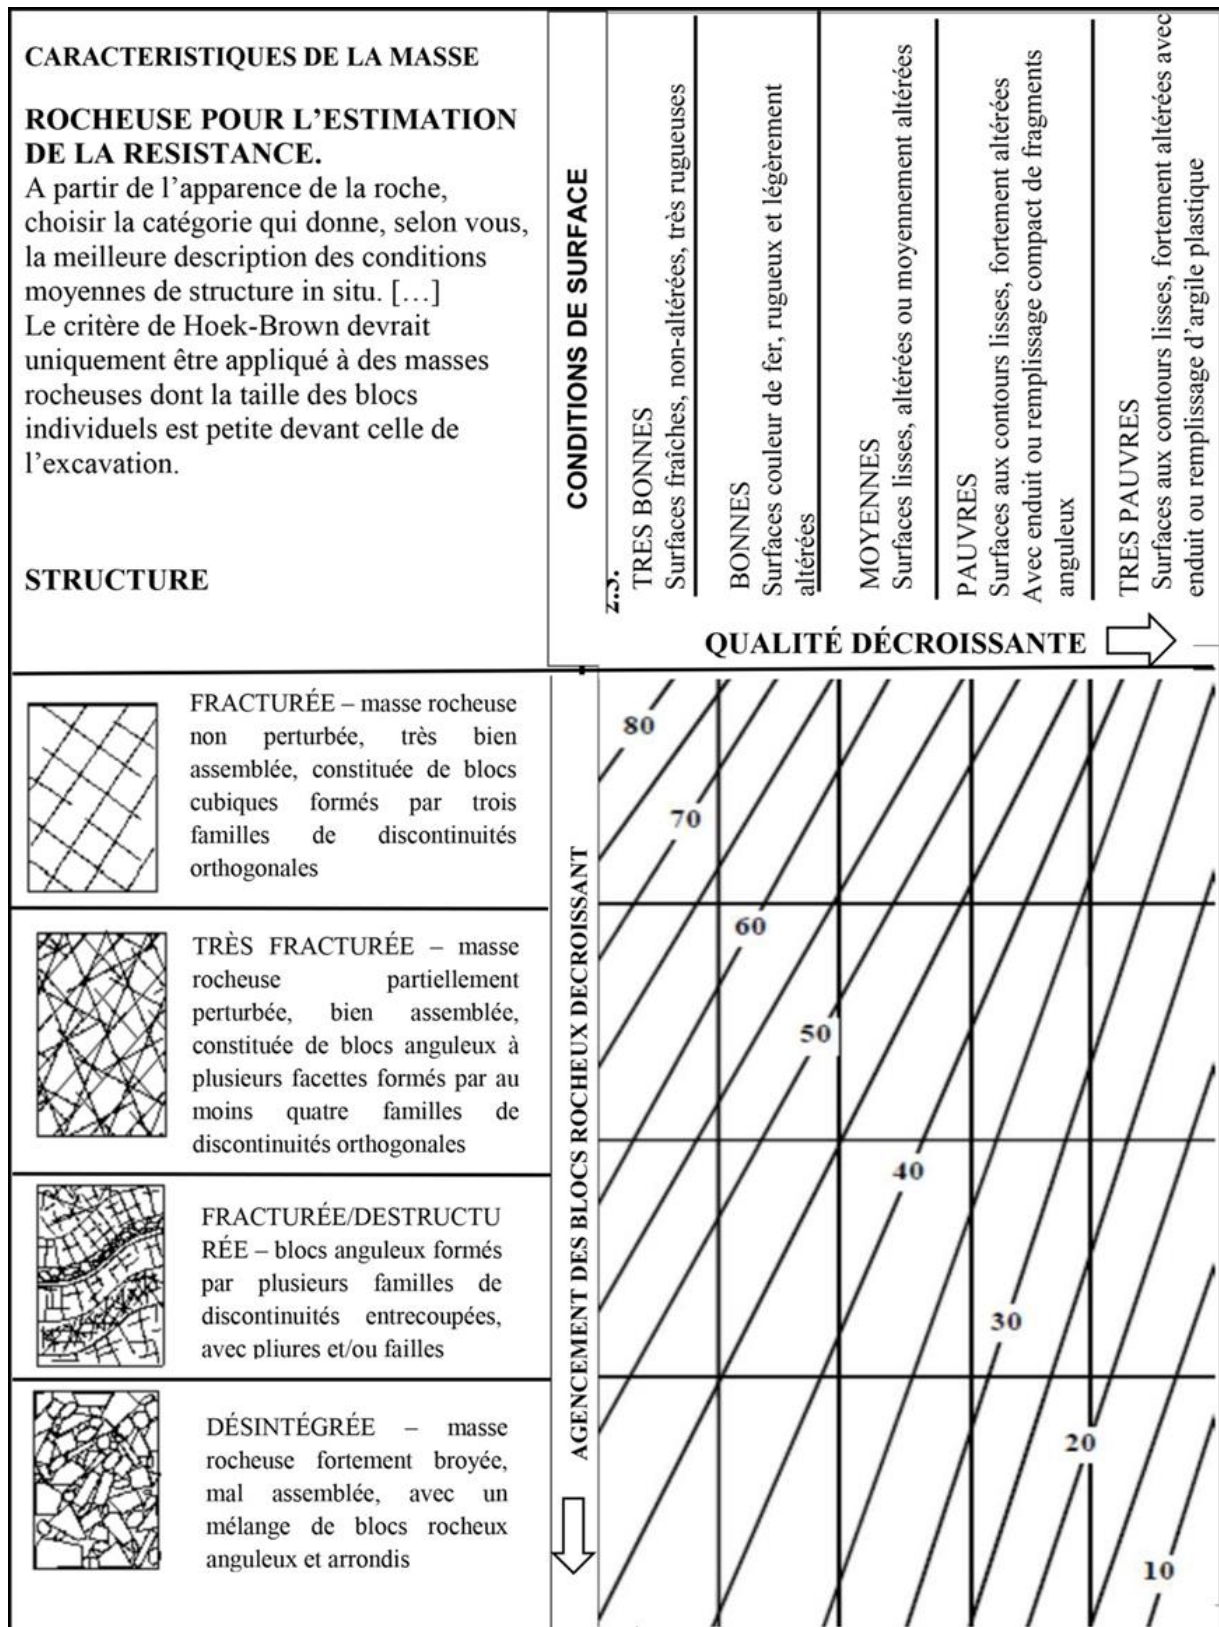 CARACTERISTIQUES DE LA MASSE
ROCHEUSE POUR L'ESTIMATION
DE LA RESISTANCE.
A partir de l'apparence de la roche,
choisir la catégorie qui donne, selon vous,
la meilleure description des conditions
moyennes de structure in situ. […]
Le critère de Hoek-Brown devrait
uniquement être appliqué à des masses
rocheuses dont la taille des blocs
individuels est petite devant celle de
l'excavation.
STRUCTURE
CONDITIONS DE SURFACE
TRES BONNES
Surfaces fraîches, non-altérées, très rugueuses
BONNES
Surfaces couleur de fer, rugueux et légèrement
altérées
MOYENNES
Surfaces lisses, altérées ou moyennement altérées
PAUVRES
Surfaces aux contours lisses, fortement altérées
Avec enduit ou remplissage compact de fragments
anguleux
TRES PAUVRES
Surfaces aux contours lisses, fortement altérées avec
enduit ou remplissage d'argile plastique
QUALITÉ DÉCROISSANTE
FRACTURÉE – masse rocheuse
non perturbée, très bien
assemblée, constituée de blocs
cubiques formés par trois
familles de discontinuités
orthogonales
TRÈS FRACTURÉE – masse
rocheuse partiellement
perturbée, bien assemblée,
constituée de blocs anguleux à
plusieurs facettes formés par au
moins quatre familles de
discontinuités orthogonales
FRACTURÉE/DESTRUCTU
RÉE – blocs anguleux formés
par plusieurs familles de
discontinuités entrecoupées,
avec pliures et/ou failles
DÉSINTÉGRÉE – masse
rocheuse fortement broyée,
mal assemblée, avec un
mélange de blocs rocheux
anguleux et arrondis
AGENCEMENT DES BLOCS ROCHEUX DECROISSANT
80
70
60
50
40
30
20
10